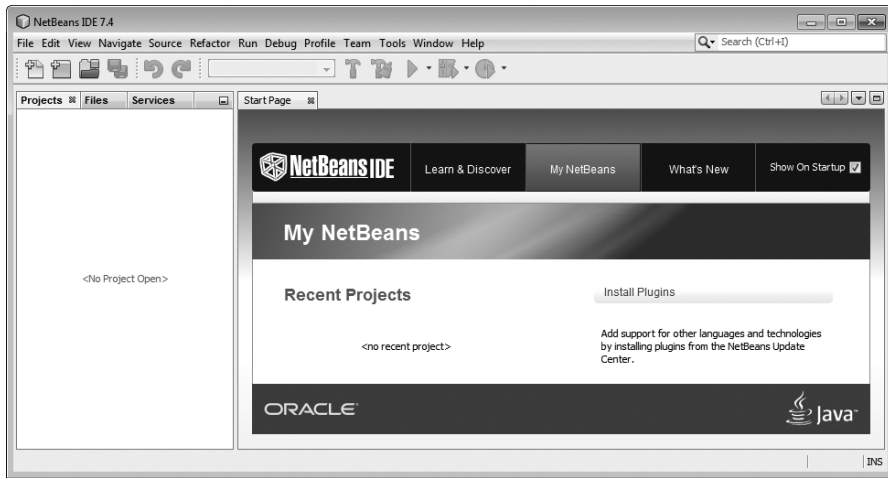 NetBeans IDE 7.4
File Edit View Navigate Source Refactor Run Debug Profile Team Tools Window Help
Search (Ctrl+I)
Projects Files Services
Start Page
NetBeans IDE
Learn & Discover
My NetBeans
What's New
Show On Startup
My NetBeans
<No Project Open>
Recent Projects
<no recent project>
Install Plugins
Add support for other languages and technologies
by installing plugins from the NetBeans Update
Center.
ORACLE
Java
INS